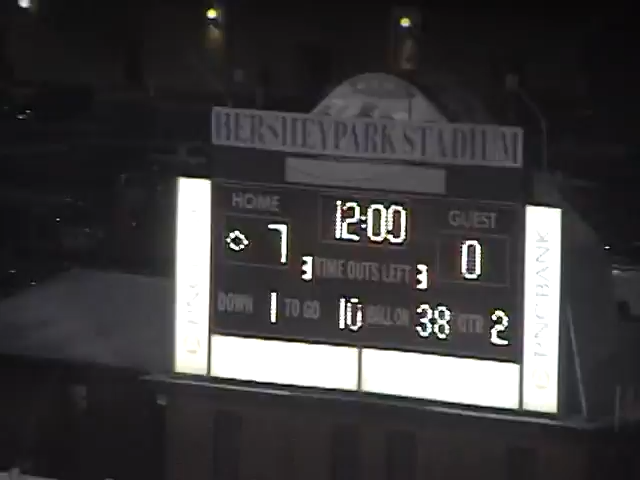 HERSHEYPARK STADIUM
HOME 12:00 GUEST
7 0
3 TIME OUTS LEFT 3
DOWN 1 TO GO 10 BALL ON 38 QTR 2
PNCBANK